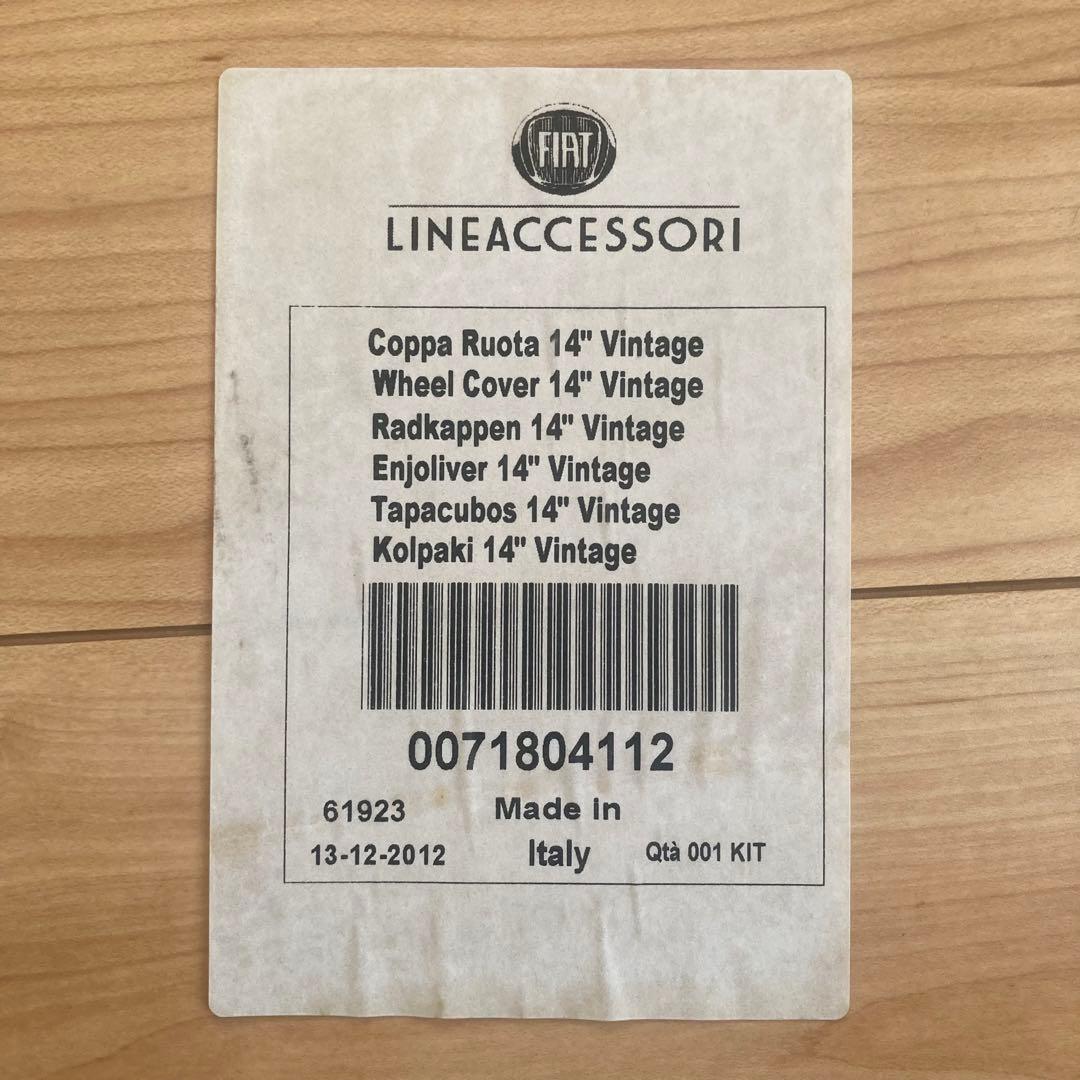 FIAT
LINEACCESSORI
Coppa Ruota 14" Vintage
Wheel Cover 14" Vintage
Radkappen 14" Vintage
Enjoliver 14" Vintage
Tapacubos 14" Vintage
Kolpaki 14" Vintage
0071804112
61923 Made in
13-12-2012 Italy Qtà 001 KIT